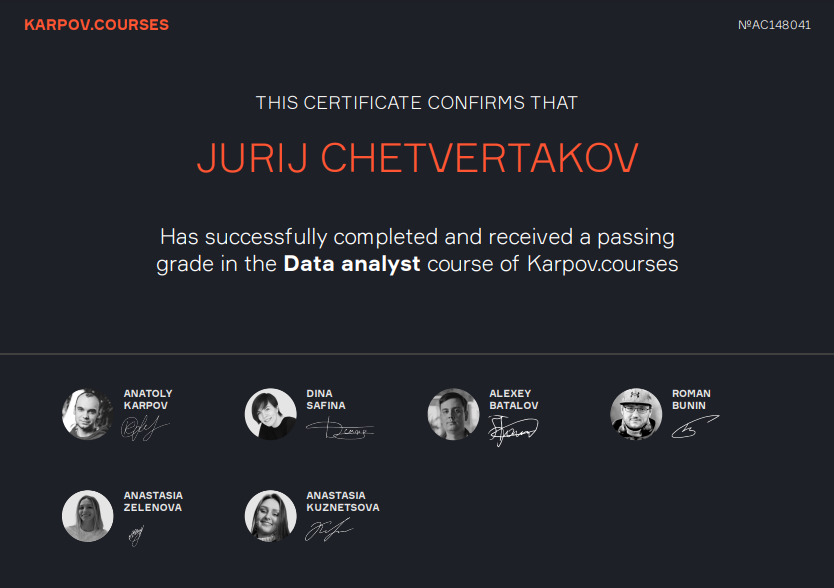 KARPOV.COURSES
№AC148041
THIS CERTIFICATE CONFIRMS THAT
JURIJ CHETVERTAKOV
Has successfully completed and received a passing
grade in the Data analyst course of Karpov.courses
ANATOLY
KARPOV
DINA
SAFINA
ALEXEY
BATALOV
ROMAN
BUNIN
ANASTASIA
ZELENOVA
ANASTASIA
KUZNETSOVA